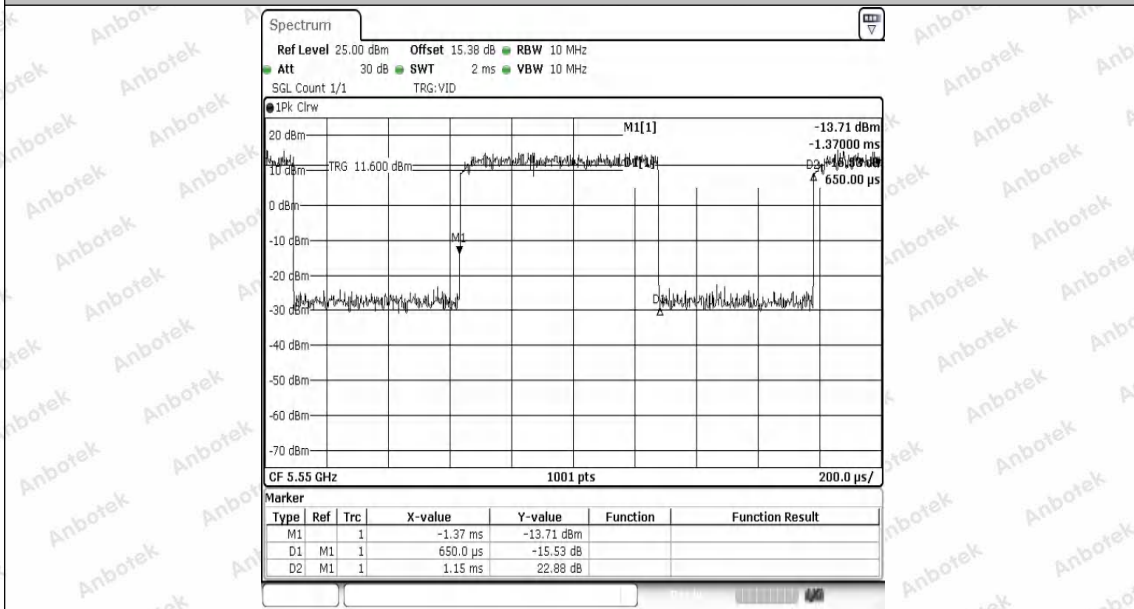 Spectrum
Ref Level 25.00 dBm Offset 15.38 dB RBW 10 MHz
Att 30 dB SWT 2 ms VBW 10 MHz
SGL Count 1/1 TRG:VID
1Pk Clrw
M1[1] -13.71 dBm
-1.37000 ms
20 dBm
TRG 11.600 dBm
D1[1]
D2
10 dBm
650.00 µs
0 dBm
M1
-10 dBm
-20 dBm
-30 dBm
-40 dBm
-50 dBm
-60 dBm
-70 dBm
CF 5.55 GHz 1001 pts 200.0 µs/
Marker
Type Ref Trc X-value Y-value Function Function Result
M1 1 -1.37 ms -13.71 dBm
D1 M1 1 650.0 µs -15.53 dB
D2 M1 1 1.15 ms 22.88 dB
Anbotek